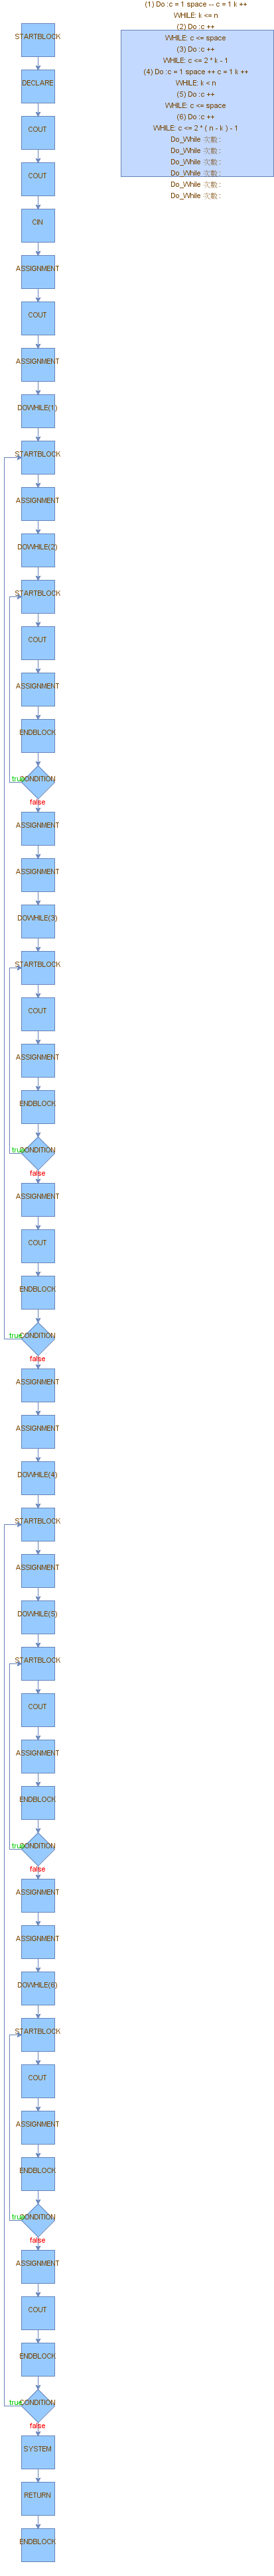 (1) Do :c = 1 space -- c = 1 k ++
WHILE: k <= n
(2) Do :c ++
WHILE: c <= space
(3) Do :c ++
WHILE: c <= 2 * k - 1
(4) Do :c = 1 space ++ c = 1 k ++
WHILE: k < n
(5) Do :c ++
WHILE: c <= space
(6) Do :c ++
WHILE: c <= 2 * ( n - k ) - 1
Do_While 次數 :
Do_While 次數 :
Do_While 次數 :
Do_While 次數 :
Do_While 次數 :
Do_While 次數 :
STARTBLOCK
DECLARE
COUT
COUT
CIN
ASSIGNMENT
COUT
ASSIGNMENT
DOWHILE(1)
STARTBLOCK
ASSIGNMENT
DOWHILE(2)
STARTBLOCK
COUT
ASSIGNMENT
ENDBLOCK
true CONDITION
false
ASSIGNMENT
ASSIGNMENT
DOWHILE(3)
STARTBLOCK
COUT
ASSIGNMENT
ENDBLOCK
true CONDITION
false
ASSIGNMENT
COUT
ENDBLOCK
true CONDITION
false
ASSIGNMENT
ASSIGNMENT
DOWHILE(4)
STARTBLOCK
ASSIGNMENT
DOWHILE(5)
STARTBLOCK
COUT
ASSIGNMENT
ENDBLOCK
true CONDITION
false
ASSIGNMENT
ASSIGNMENT
DOWHILE(6)
STARTBLOCK
COUT
ASSIGNMENT
ENDBLOCK
true CONDITION
false
ASSIGNMENT
COUT
ENDBLOCK
true CONDITION
false
SYSTEM
RETURN
ENDBLOCK